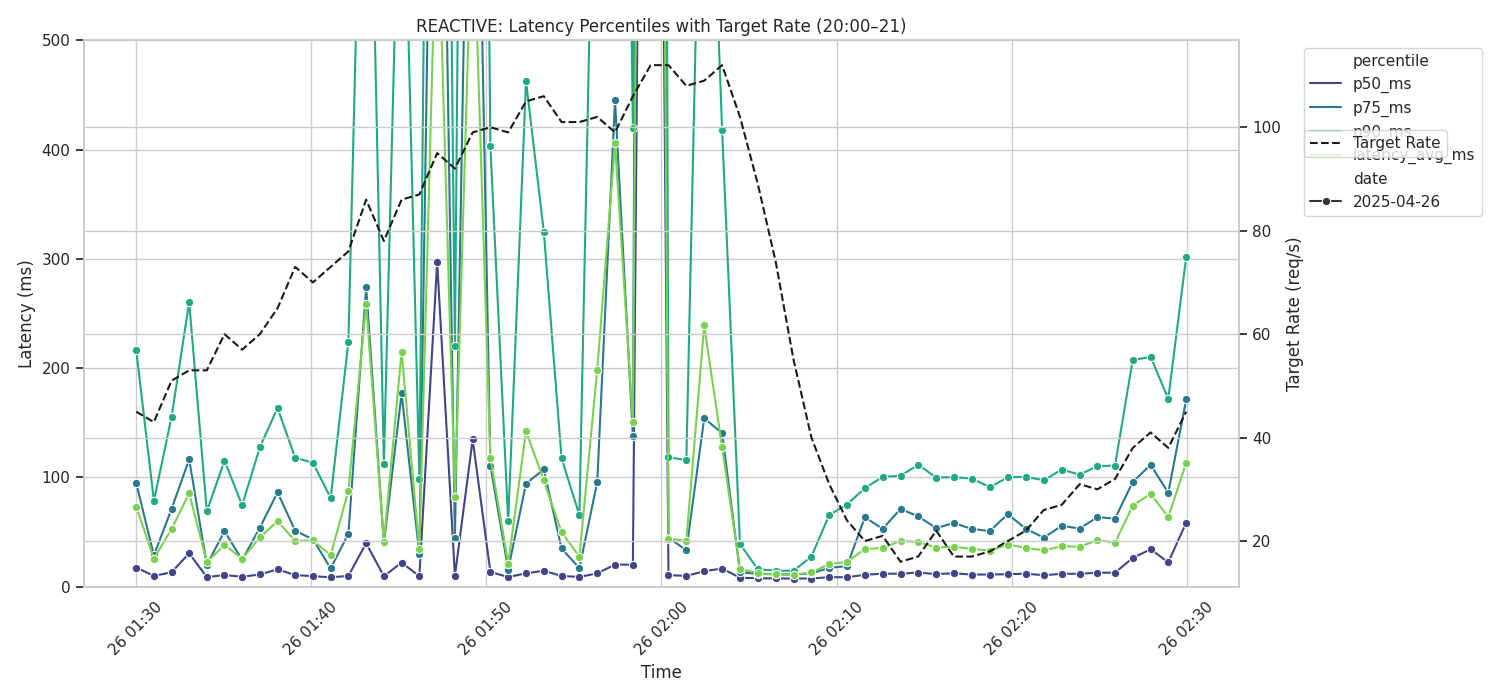 REACTIVE: Latency Percentiles with Target Rate (20:00–21)
500
400
300
200
100
0
Latency (ms)
100
80
60
40
20
Target Rate (req/s)
26 01:30
26 01:40
26 01:50
26 02:00
26 02:10
26 02:20
26 02:30
Time
percentile
p50_ms
p75_ms
p90_ms
Target Rate
latency_avg_ms
date
2025-04-26